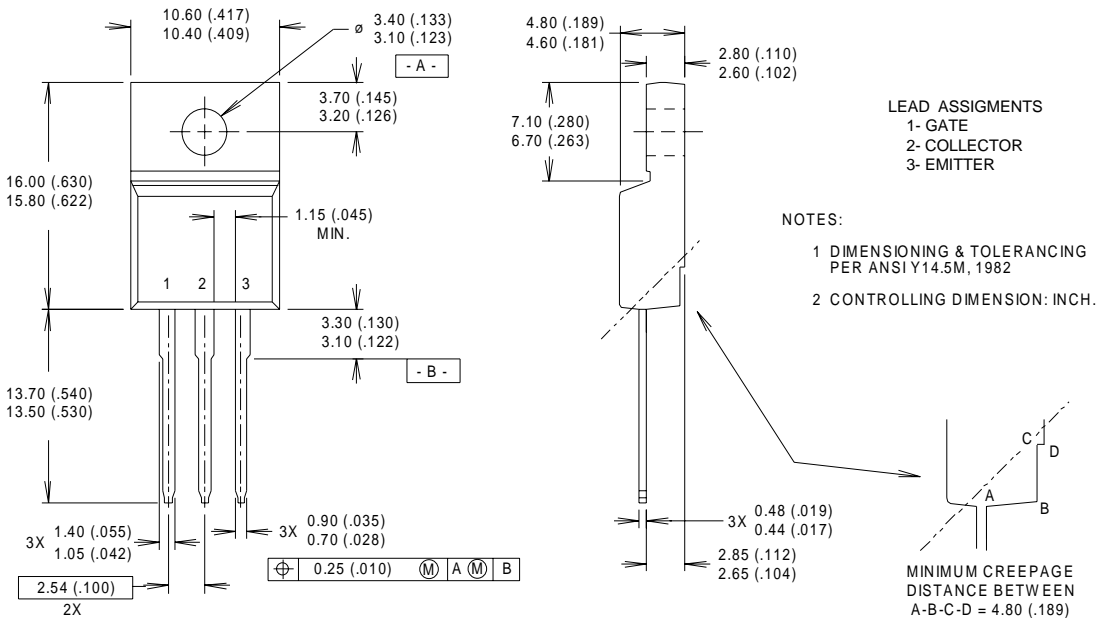 10.60 (.417)
10.40 (.409)
ø 3.40 (.133)
3.10 (.123)
- A -
3.70 (.145)
3.20 (.126)
16.00 (.630)
15.80 (.622)
1.15 (.045)
MIN.
1 2 3
3.30 (.130)
3.10 (.122)
- B -
13.70 (.540)
13.50 (.530)
3X 1.40 (.055)
1.05 (.042)
3X 0.90 (.035)
0.70 (.028)
2.54 (.100)
2X
⌖ 0.25 (.010) Ⓜ A Ⓜ B
4.80 (.189)
4.60 (.181)
2.80 (.110)
2.60 (.102)
7.10 (.280)
6.70 (.263)
3X 0.48 (.019)
0.44 (.017)
2.85 (.112)
2.65 (.104)
LEAD ASSIGMENTS
1- GATE
2- COLLECTOR
3- EMITTER
NOTES:
1 DIMENSIONING & TOLERANCING
PER ANSI Y14.5M, 1982
2 CONTROLLING DIMENSION: INCH.
C
D
A
B
MINIMUM CREEPAGE
DISTANCE BETWEEN
A-B-C-D = 4.80 (.189)